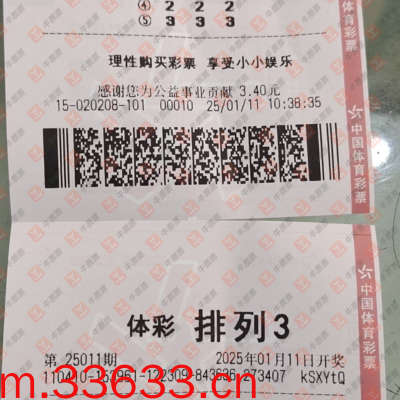 ④ 2 2 2
⑤ 3 3 3
理性购买彩票 享受小小娱乐
感谢您为公益事业贡献 3.40元
15-020208-101 00010 25/01/11 10:38:35
体育彩票
中国体育彩票
中国体育彩票
体彩 排列3
第 25011期 2025年01月11日开奖
kSXYtQ
m.33633.cn